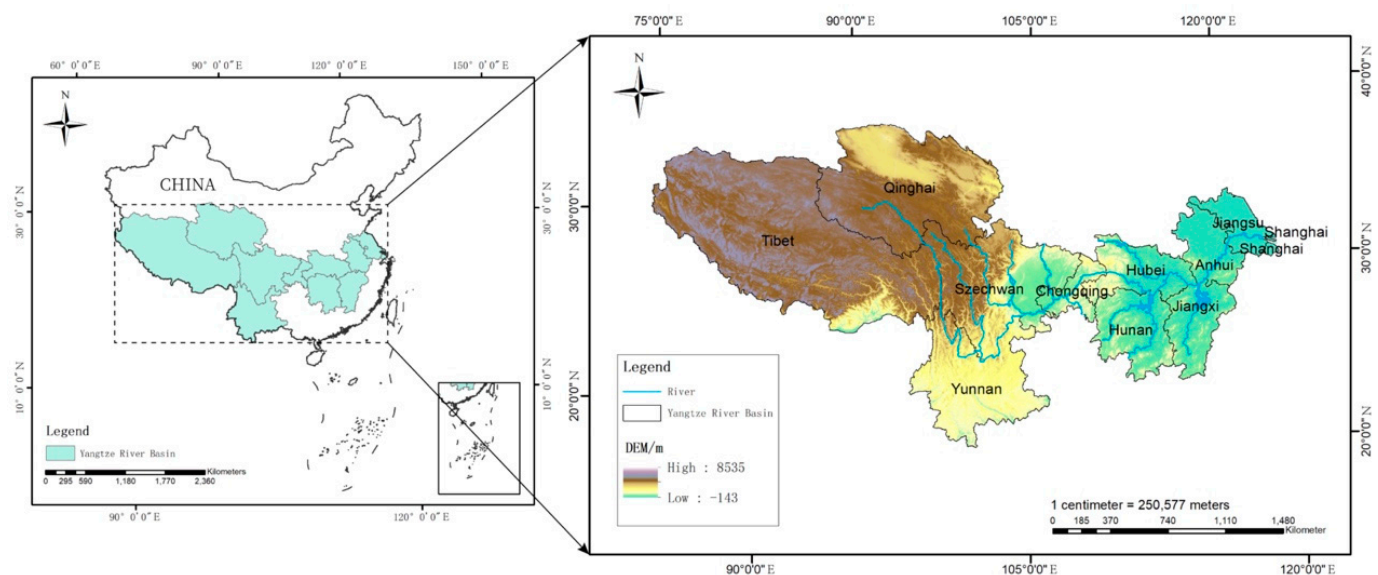 60° 0′0″E 90° 0′0″E 120° 0′0″E 150° 0′0″E
N
CHINA
30° 0′0″N
10° 0′0″N
30° 0′0″N
10° 0′0″N
Legend
Yangtze River Basin
Kilometers
0 295 590 1,180 1,770 2,360
90° 0′0″E 120° 0′0″E
75°0'0"E 90°0'0"E 105°0'0"E 120°0'0"E
N
40°0'0"N
30°0'0"N
20°0'0"N
30°0'0"N
20°0'0"N
Qinghai
Tibet
Szechwan
Chongqing
Hubei
Jiangsu
Shanghai
Shanghai
Anhui
Jiangxi
Hunan
Yunnan
Legend
River
Yangtze River Basin
DEM/m
High : 8535
Low : -143
1 centimeter = 250,577 meters
0 185 370 740 1,110 1,480
Kilometer
90°0'0"E 105°0'0"E 120°0'0"E